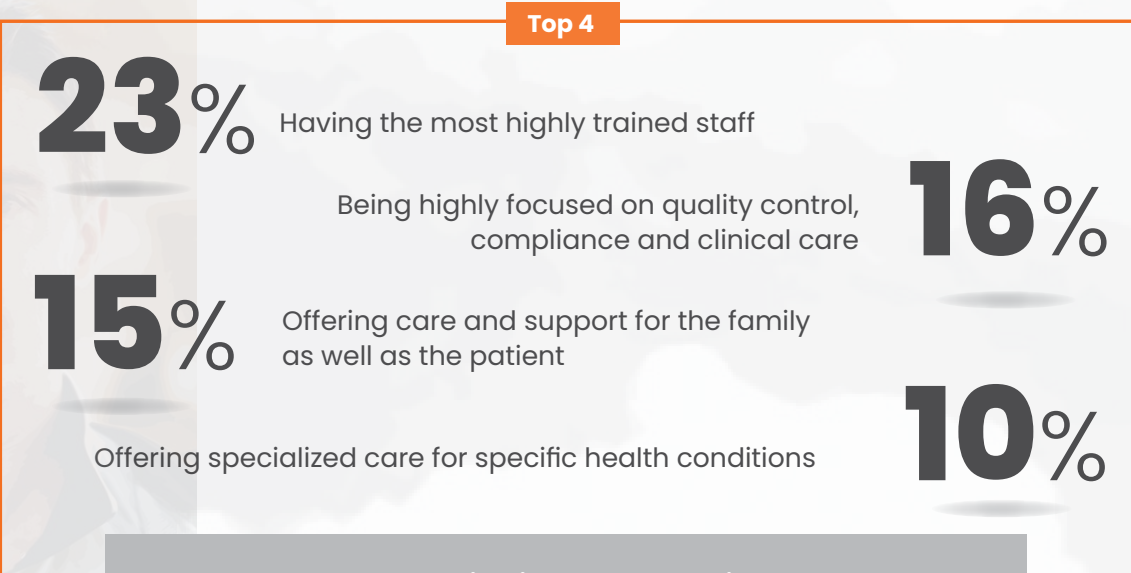 Top 4
23%
Having the most highly trained staff
Being highly focused on quality control,
compliance and clinical care
16%
15%
Offering care and support for the family
as well as the patient
Offering specialized care for specific health conditions
10%